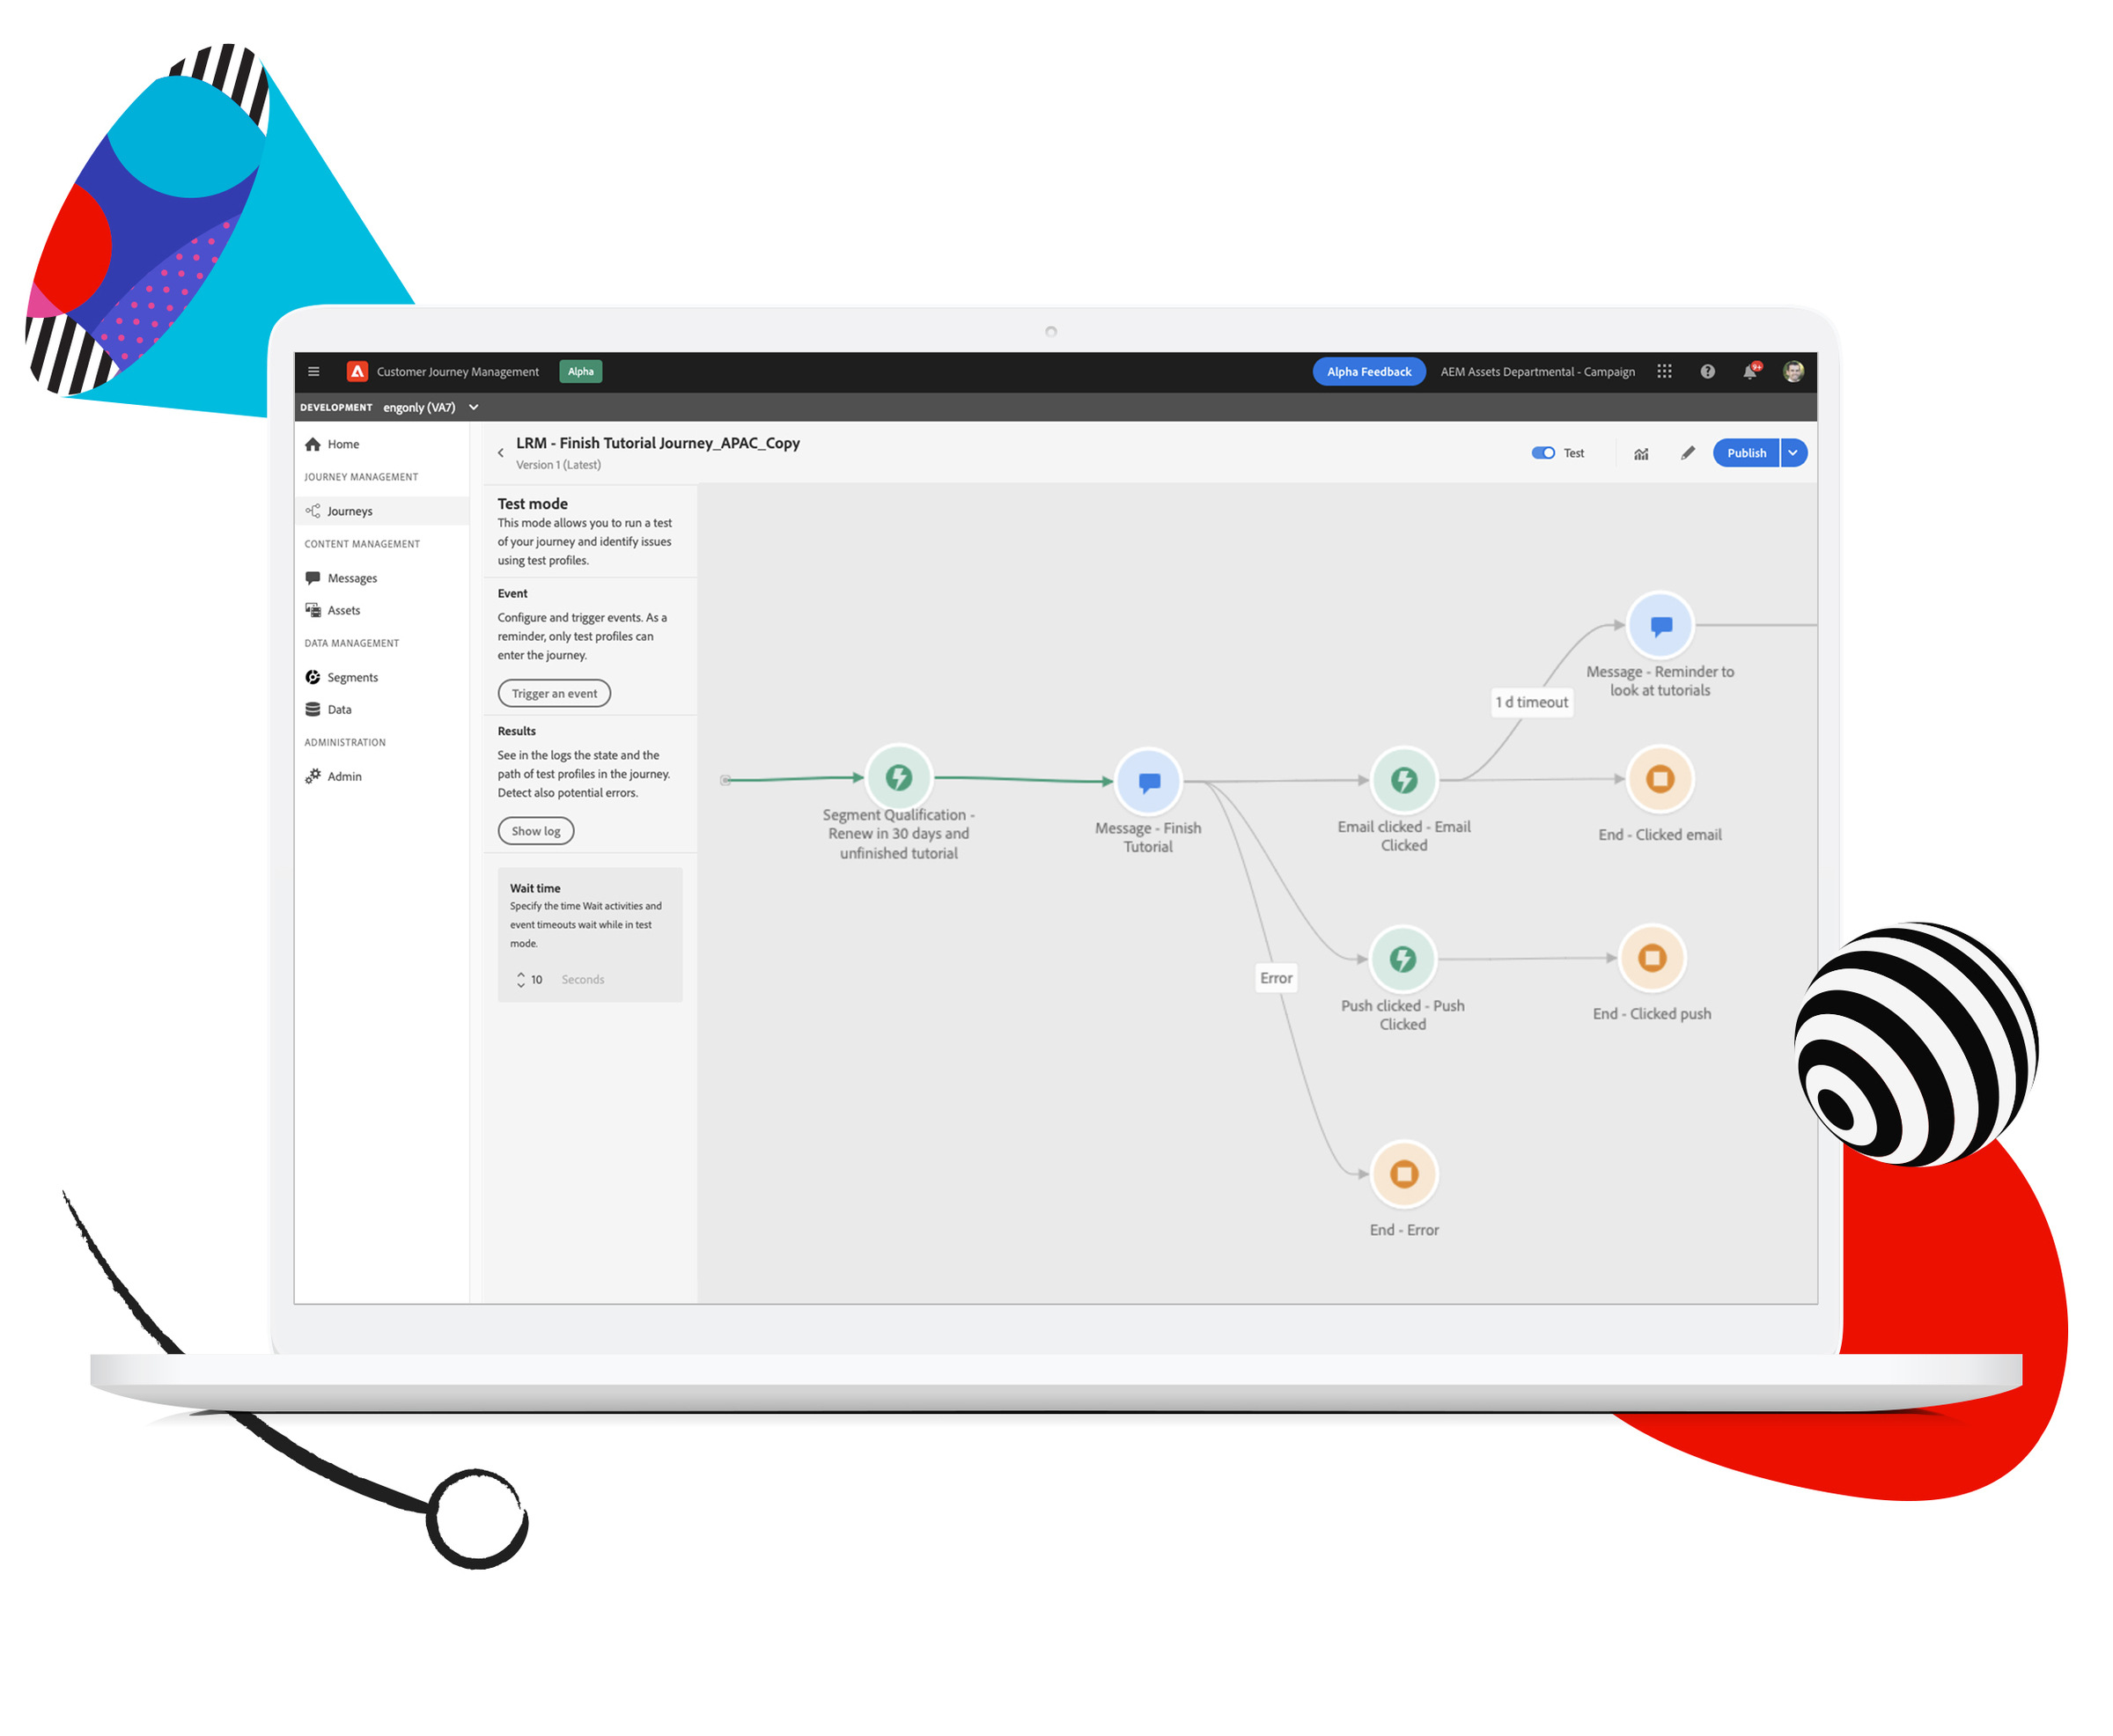 Customer Journey Management
Alpha
Alpha Feedback
AEM Assets Departmental - Campaign
9+
DEVELOPMENT engonly (VA7)
Home
JOURNEY MANAGEMENT
Journeys
CONTENT MANAGEMENT
Messages
Assets
DATA MANAGEMENT
Segments
Data
ADMINISTRATION
Admin
LRM - Finish Tutorial Journey_APAC_Copy
Version 1 (Latest)
Test
Publish
Test mode
This mode allows you to run a test
of your journey and identify issues
using test profiles.
Event
Configure and trigger events. As a
reminder, only test profiles can
enter the journey.
Trigger an event
Results
See in the logs the state and the
path of test profiles in the journey.
Detect also potential errors.
Show log
Wait time
Specify the time Wait activities and
event timeouts wait while in test
mode.
10 Seconds
Segment Qualification -
Renew in 30 days and
unfinished tutorial
Message - Finish
Tutorial
Email clicked - Email
Clicked
1 d timeout
Message - Reminder to
look at tutorials
End - Clicked email
Error
Push clicked - Push
Clicked
End - Clicked push
End - Error